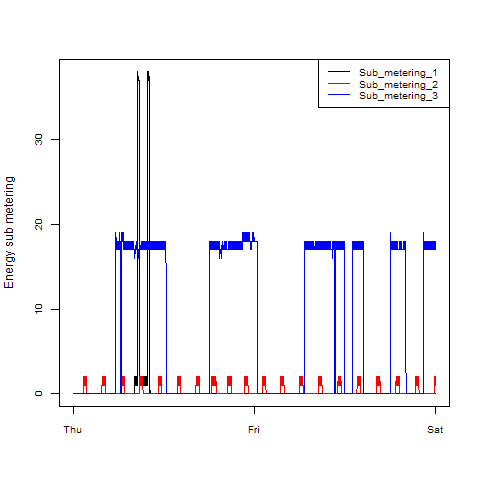 Sub_metering_1
Sub_metering_2
Sub_metering_3
Energy sub metering
30
20
10
0
Thu Fri Sat